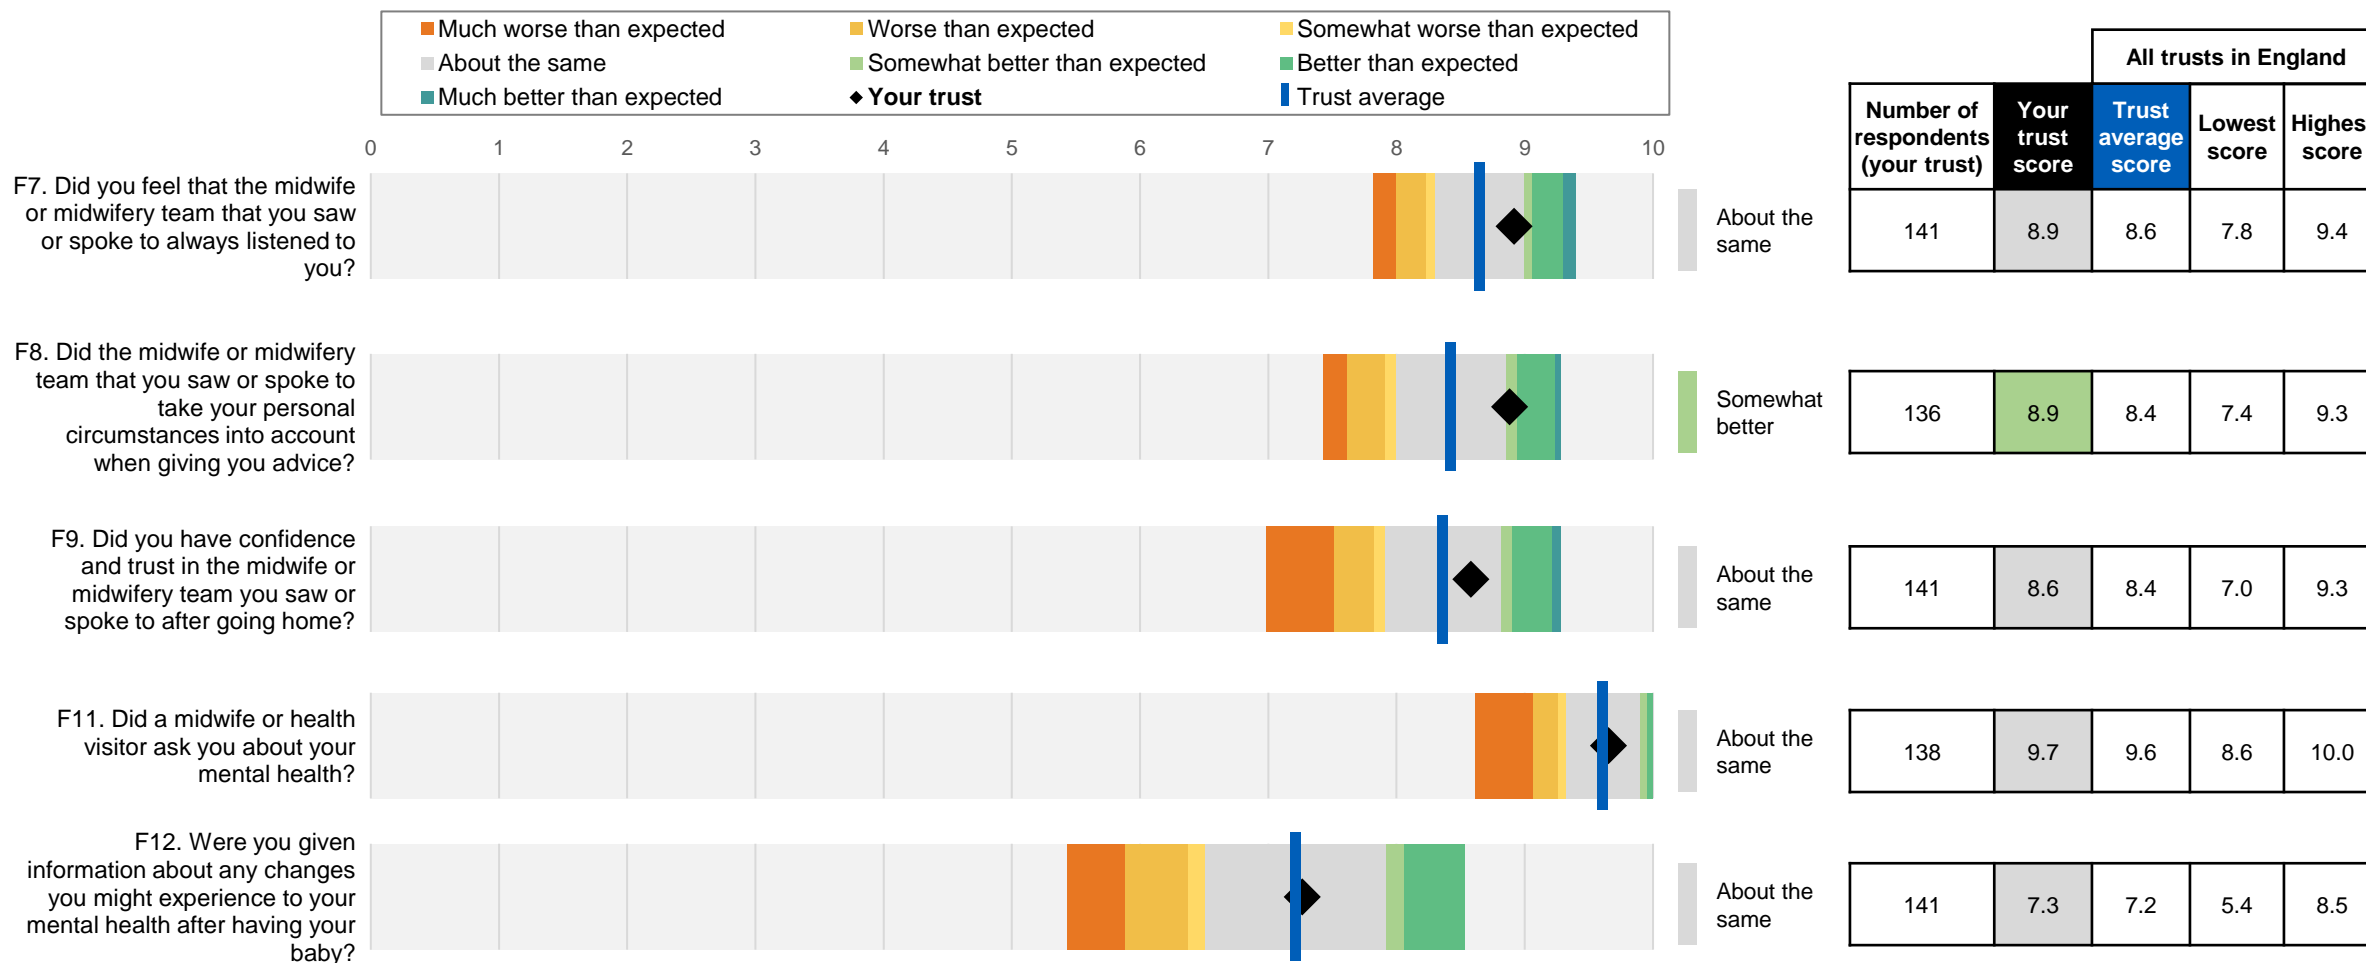 Much worse than expected
Worse than expected
Somewhat worse than expected
About the same
Somewhat better than expected
Better than expected
Much better than expected
Your trust
Trust average
All trusts in England
Number of
respondents
(your trust)
Your
trust
score
Trust
average
score
Lowest
score
Highes
score
0 1 2 3 4 5 6 7 8 9 10
F7. Did you feel that the midwife
or midwifery team that you saw
or spoke to always listened to
you?
About the
same
141 8.9 8.6 7.8 9.4
F8. Did the midwife or midwifery
team that you saw or spoke to
take your personal
circumstances into account
when giving you advice?
Somewhat
better
136 8.9 8.4 7.4 9.3
F9. Did you have confidence
and trust in the midwife or
midwifery team you saw or
spoke to after going home?
About the
same
141 8.6 8.4 7.0 9.3
F11. Did a midwife or health
visitor ask you about your
mental health?
About the
same
138 9.7 9.6 8.6 10.0
F12. Were you given
information about any changes
you might experience to your
mental health after having your
baby?
About the
same
141 7.3 7.2 5.4 8.5